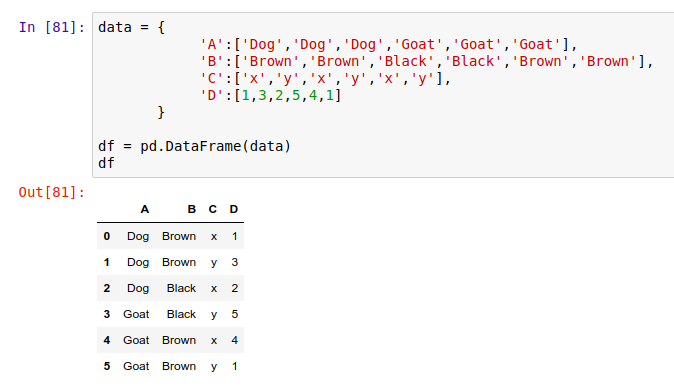 In [81]: data = {
'A':['Dog','Dog','Dog','Goat','Goat','Goat'],
'B':['Brown','Brown','Black','Black','Brown','Brown'],
'C':['x','y','x','y','x','y'],
'D':[1,3,2,5,4,1]
}
df = pd.DataFrame(data)
df
Out[81]:
A B C D
0 Dog Brown x 1
1 Dog Brown y 3
2 Dog Black x 2
3 Goat Black y 5
4 Goat Brown x 4
5 Goat Brown y 1